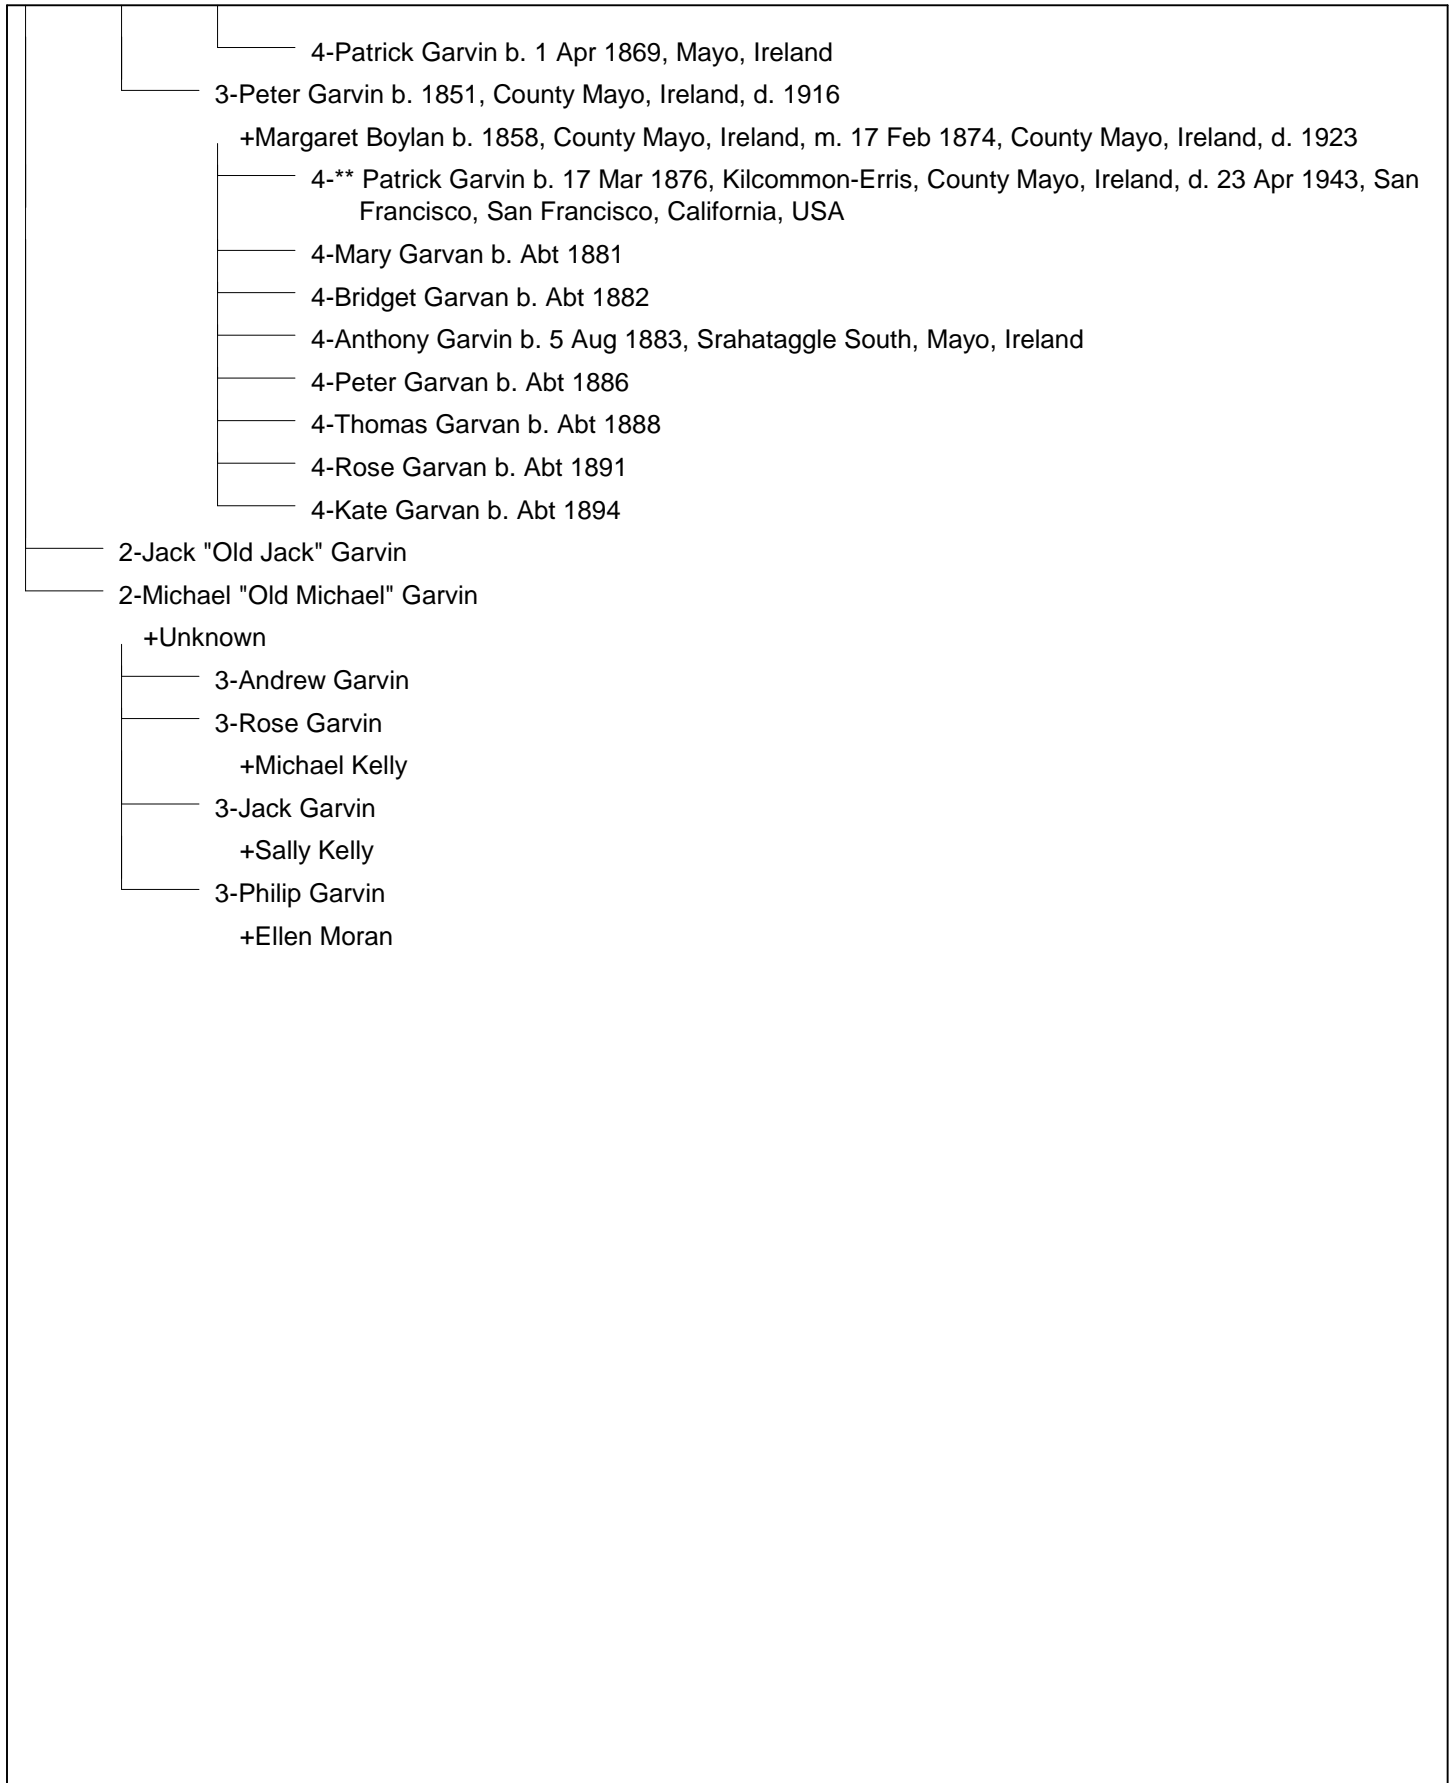 4-Patrick Garvin b. 1 Apr 1869, Mayo, Ireland
3-Peter Garvin b. 1851, County Mayo, Ireland, d. 1916
+Margaret Boylan b. 1858, County Mayo, Ireland, m. 17 Feb 1874, County Mayo, Ireland, d. 1923
4-** Patrick Garvin b. 17 Mar 1876, Kilcommon-Erris, County Mayo, Ireland, d. 23 Apr 1943, San
Francisco, San Francisco, California, USA
4-Mary Garvan b. Abt 1881
4-Bridget Garvan b. Abt 1882
4-Anthony Garvin b. 5 Aug 1883, Srahataggle South, Mayo, Ireland
4-Peter Garvan b. Abt 1886
4-Thomas Garvan b. Abt 1888
4-Rose Garvan b. Abt 1891
4-Kate Garvan b. Abt 1894
2-Jack "Old Jack" Garvin
2-Michael "Old Michael" Garvin
+Unknown
3-Andrew Garvin
3-Rose Garvin
+Michael Kelly
3-Jack Garvin
+Sally Kelly
3-Philip Garvin
+Ellen Moran